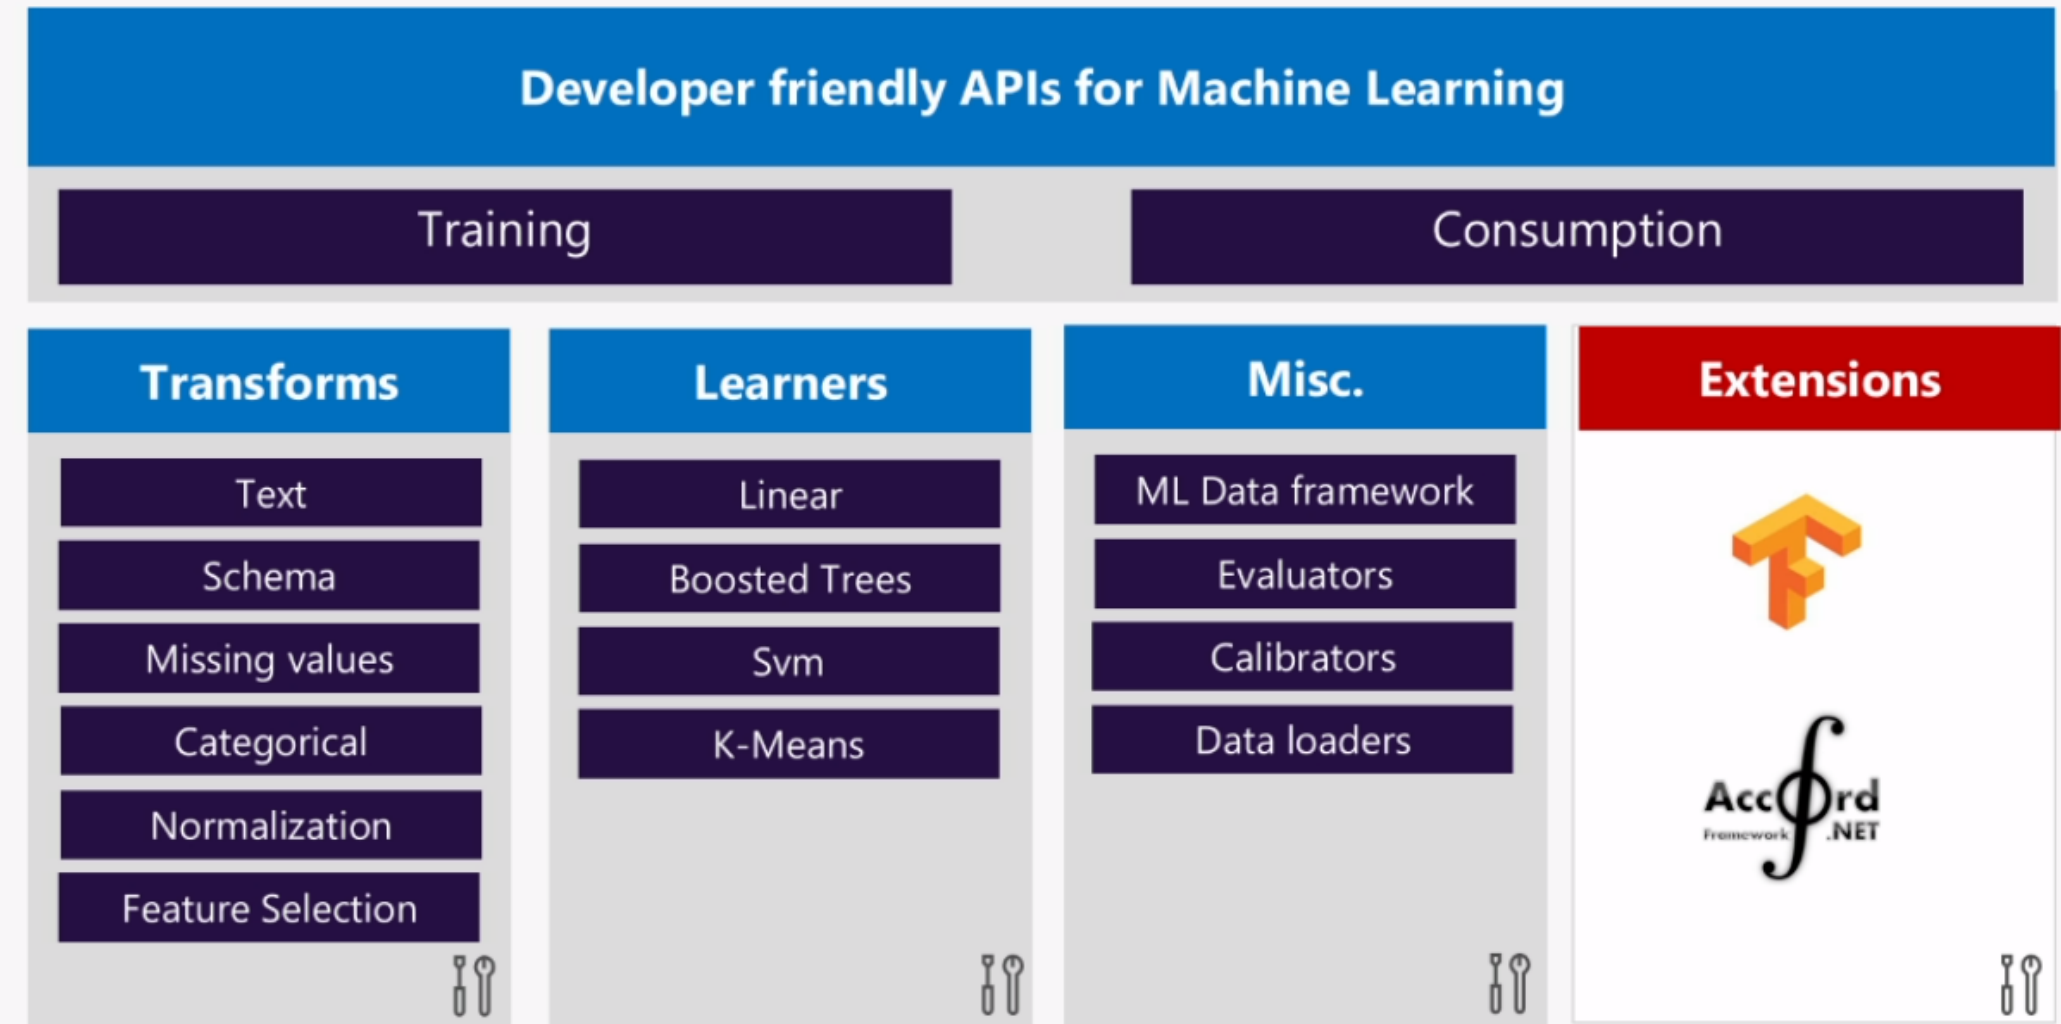 Developer friendly APIs for Machine Learning
Training
Consumption
Transforms
Text
Schema
Missing values
Categorical
Normalization
Feature Selection
Learners
Linear
Boosted Trees
Svm
K-Means
Misc.
ML Data framework
Evaluators
Calibrators
Data loaders
Extensions
Accord
Framework .NET